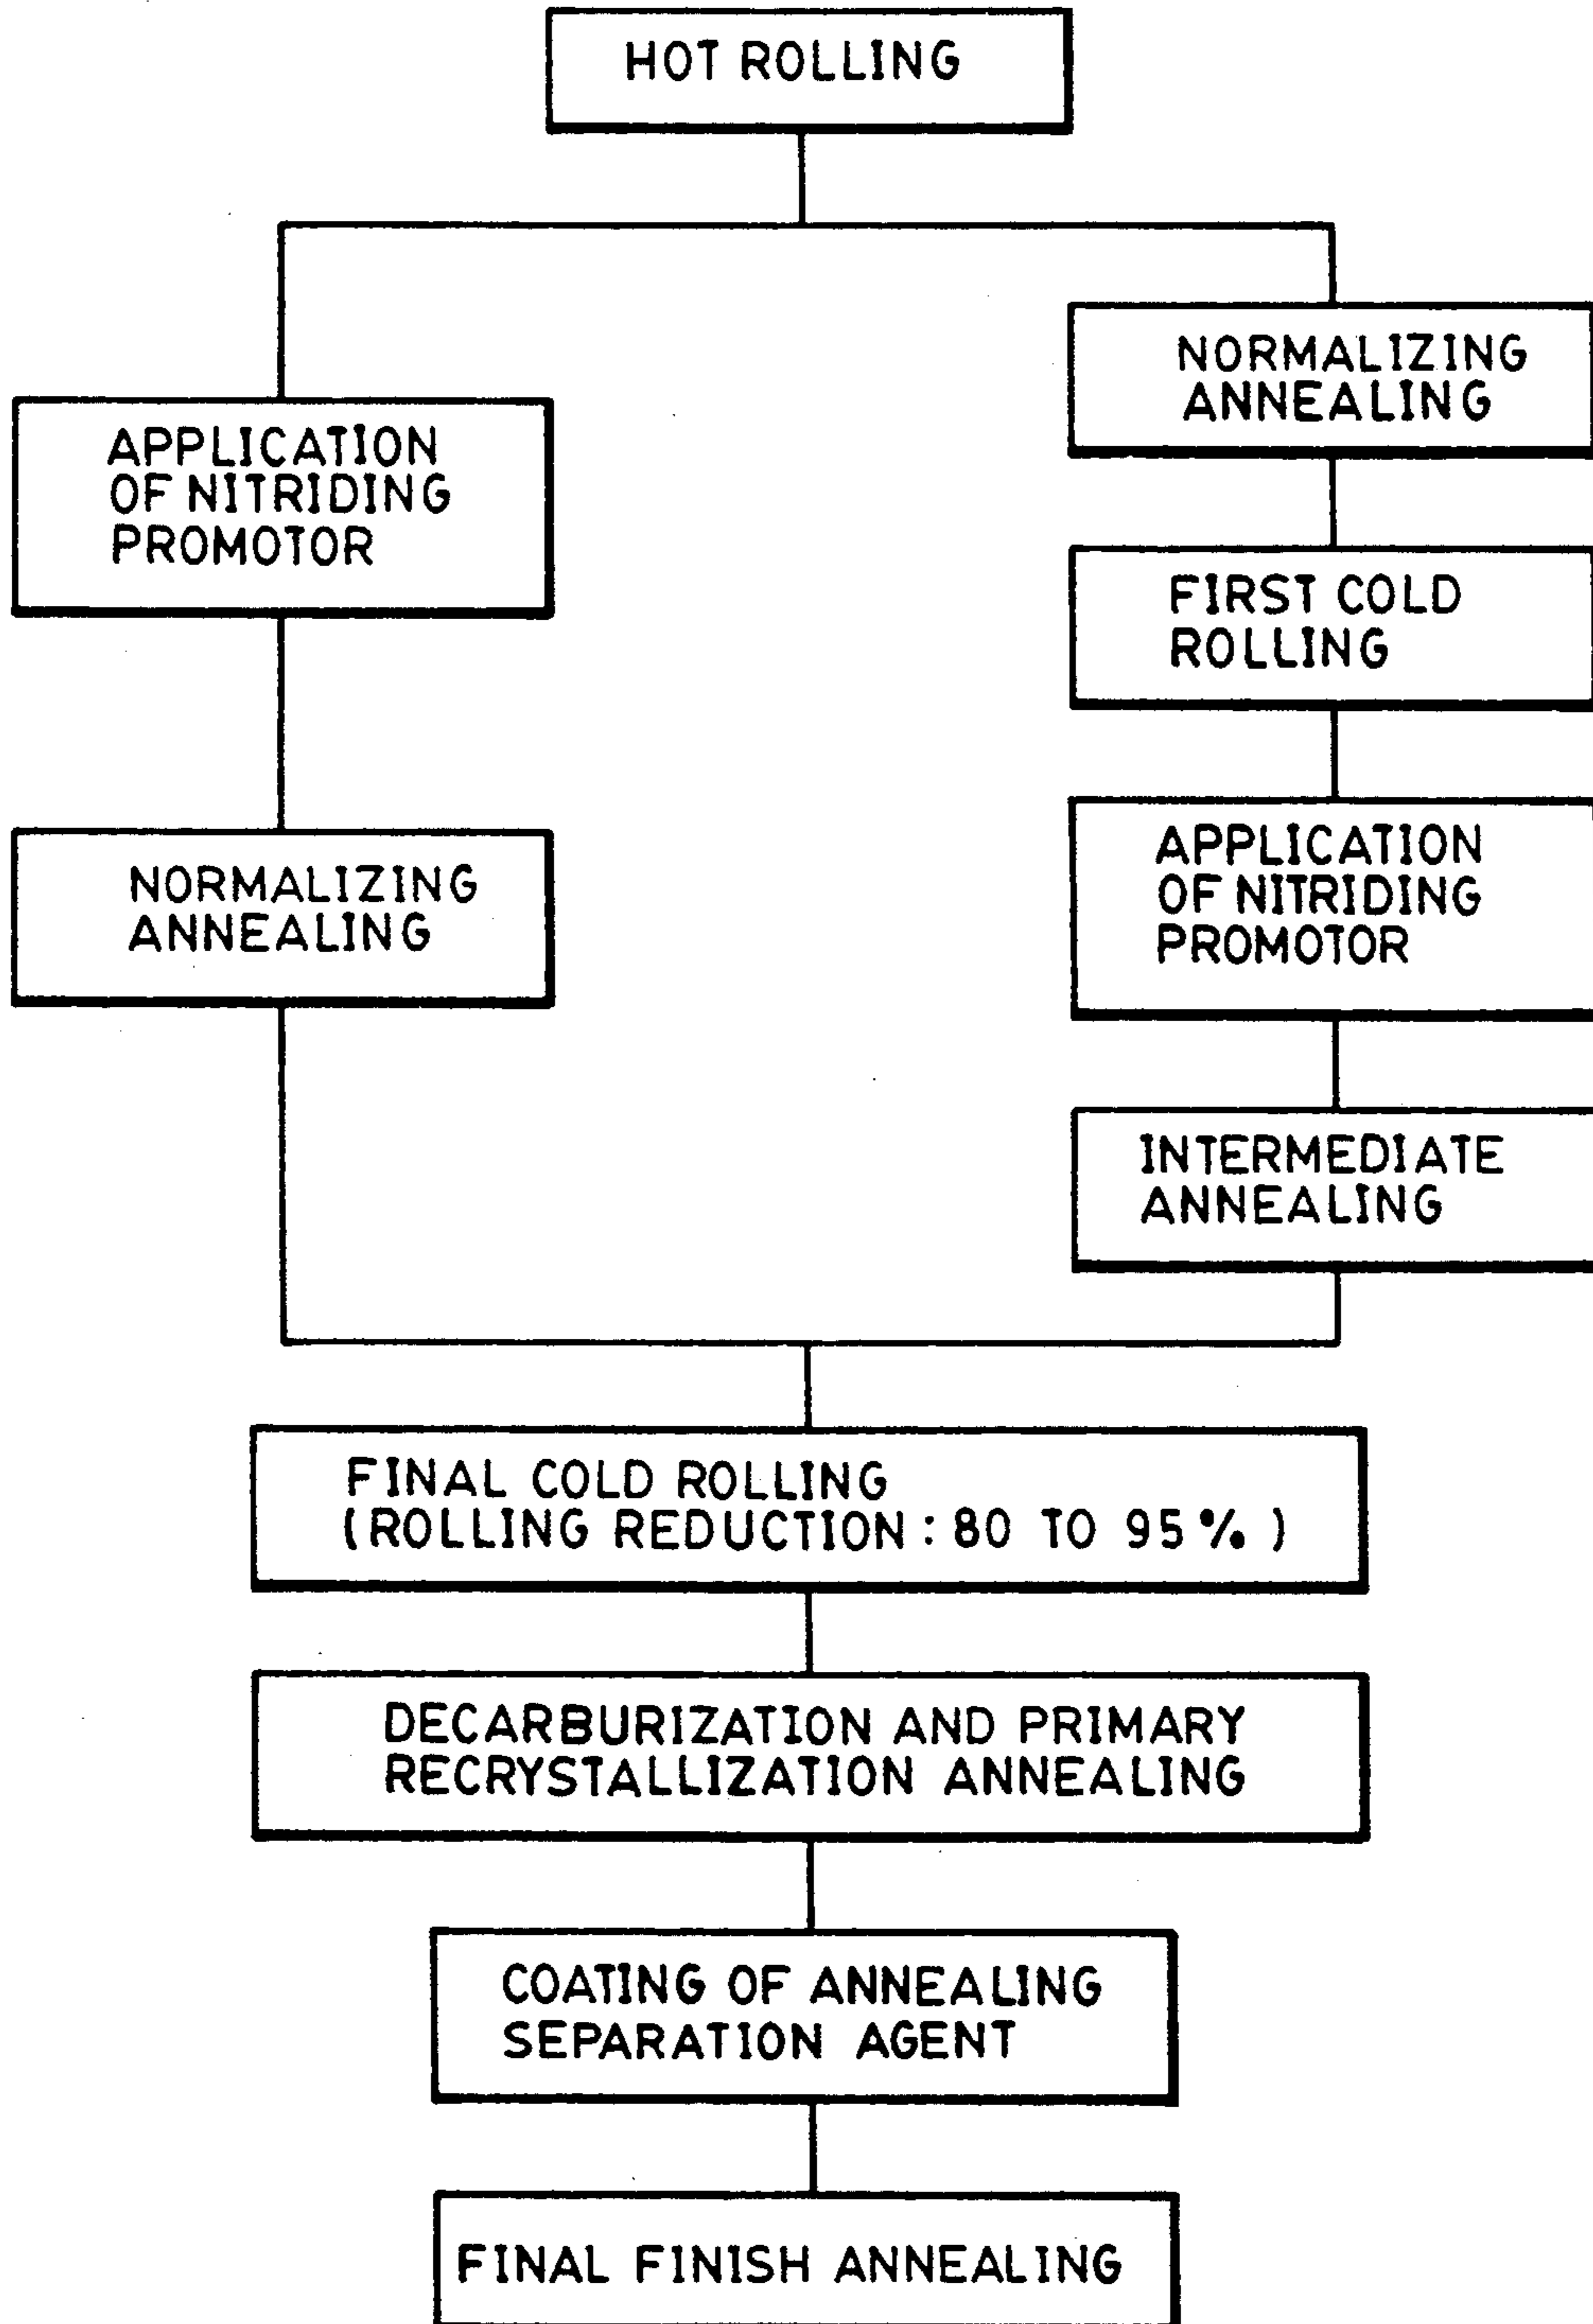 HOT ROLLING
APPLICATION
OF NITRIDING
PROMOTOR
NORMALIZING
ANNEALING
NORMALIZING
ANNEALING
FIRST COLD
ROLLING
APPLICATION
OF NITRIDING
PROMOTOR
INTERMEDIATE
ANNEALING
FINAL COLD ROLLING
(ROLLING REDUCTION : 80 TO 95% )
DECARBURIZATION AND PRIMARY
RECRYSTALLIZATION ANNEALING
COATING OF ANNEALING
SEPARATION AGENT
FINAL FINISH ANNEALING